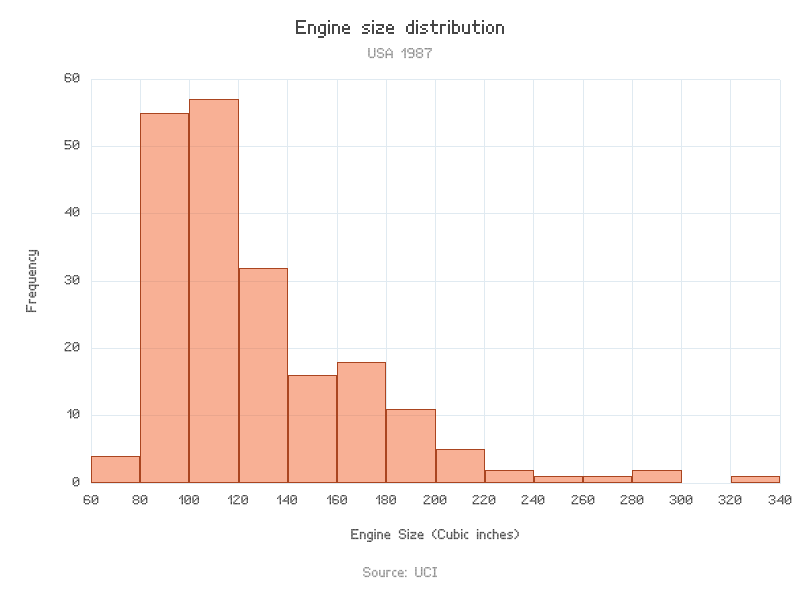 Engine size distribution
USA 1987
60
50
40
30
20
10
0
Frequency
60 80 100 120 140 160 180 200 220 240 260 280 300 320 340
Engine Size (Cubic inches)
Source: UCI